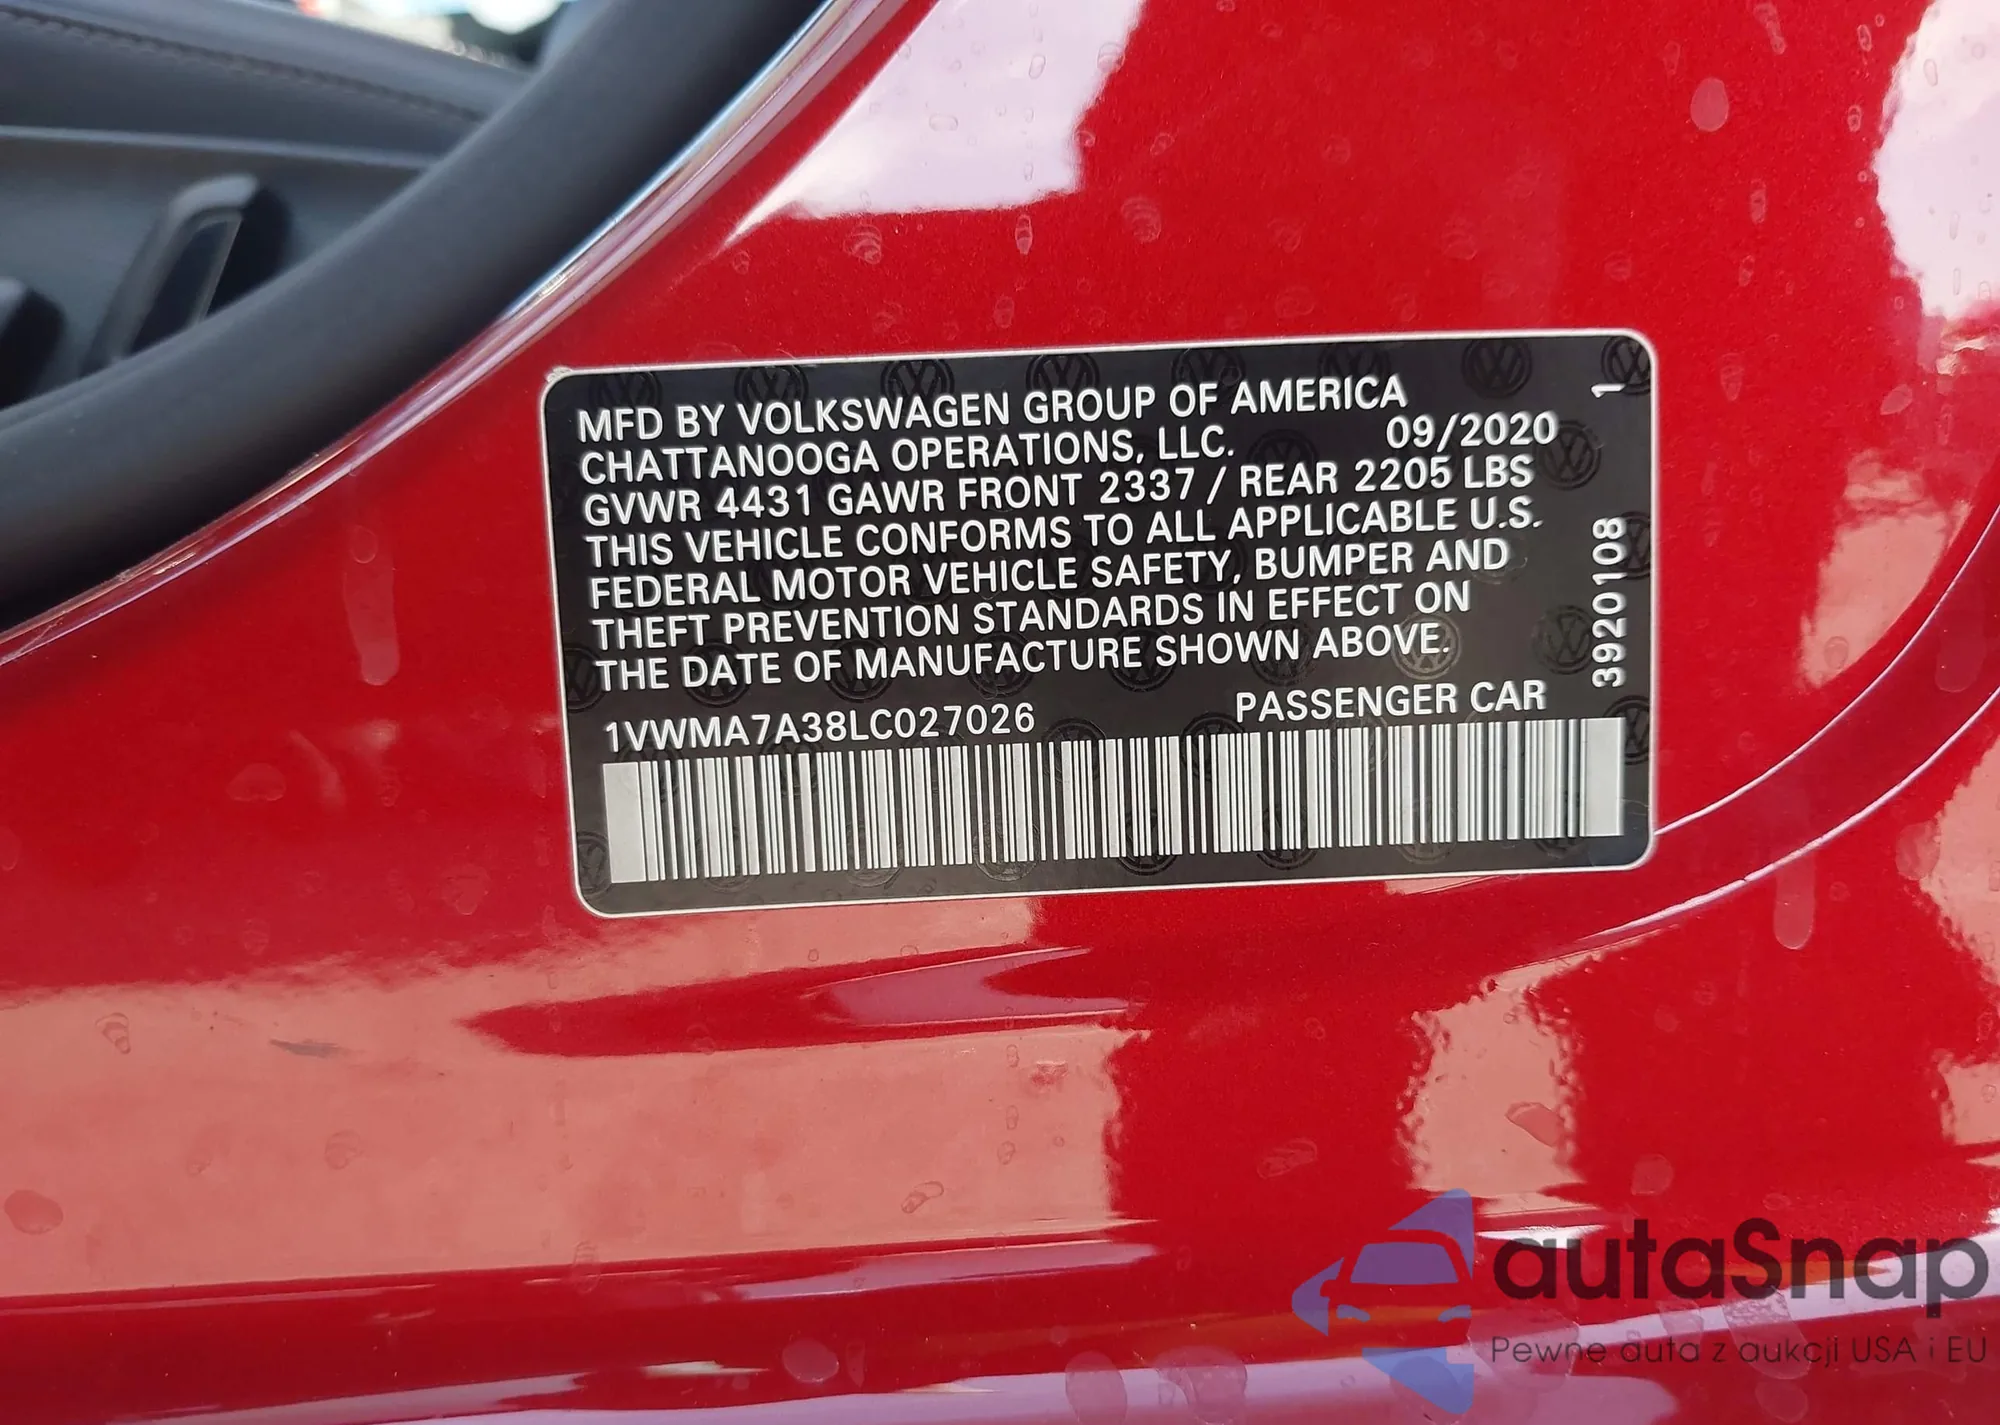 MFD BY VOLKSWAGEN GROUP OF AMERICA
CHATTANOOGA OPERATIONS, LLC. 09/2020
GVWR 4431 GAWR FRONT 2337 / REAR 2205 LBS
THIS VEHICLE CONFORMS TO ALL APPLICABLE U.S.
FEDERAL MOTOR VEHICLE SAFETY, BUMPER AND
THEFT PREVENTION STANDARDS IN EFFECT ON
THE DATE OF MANUFACTURE SHOWN ABOVE.
1VWMA7A38LC027026 PASSENGER CAR
3920108 1
autaSnap
Pewne auta z aukcji USA i EU